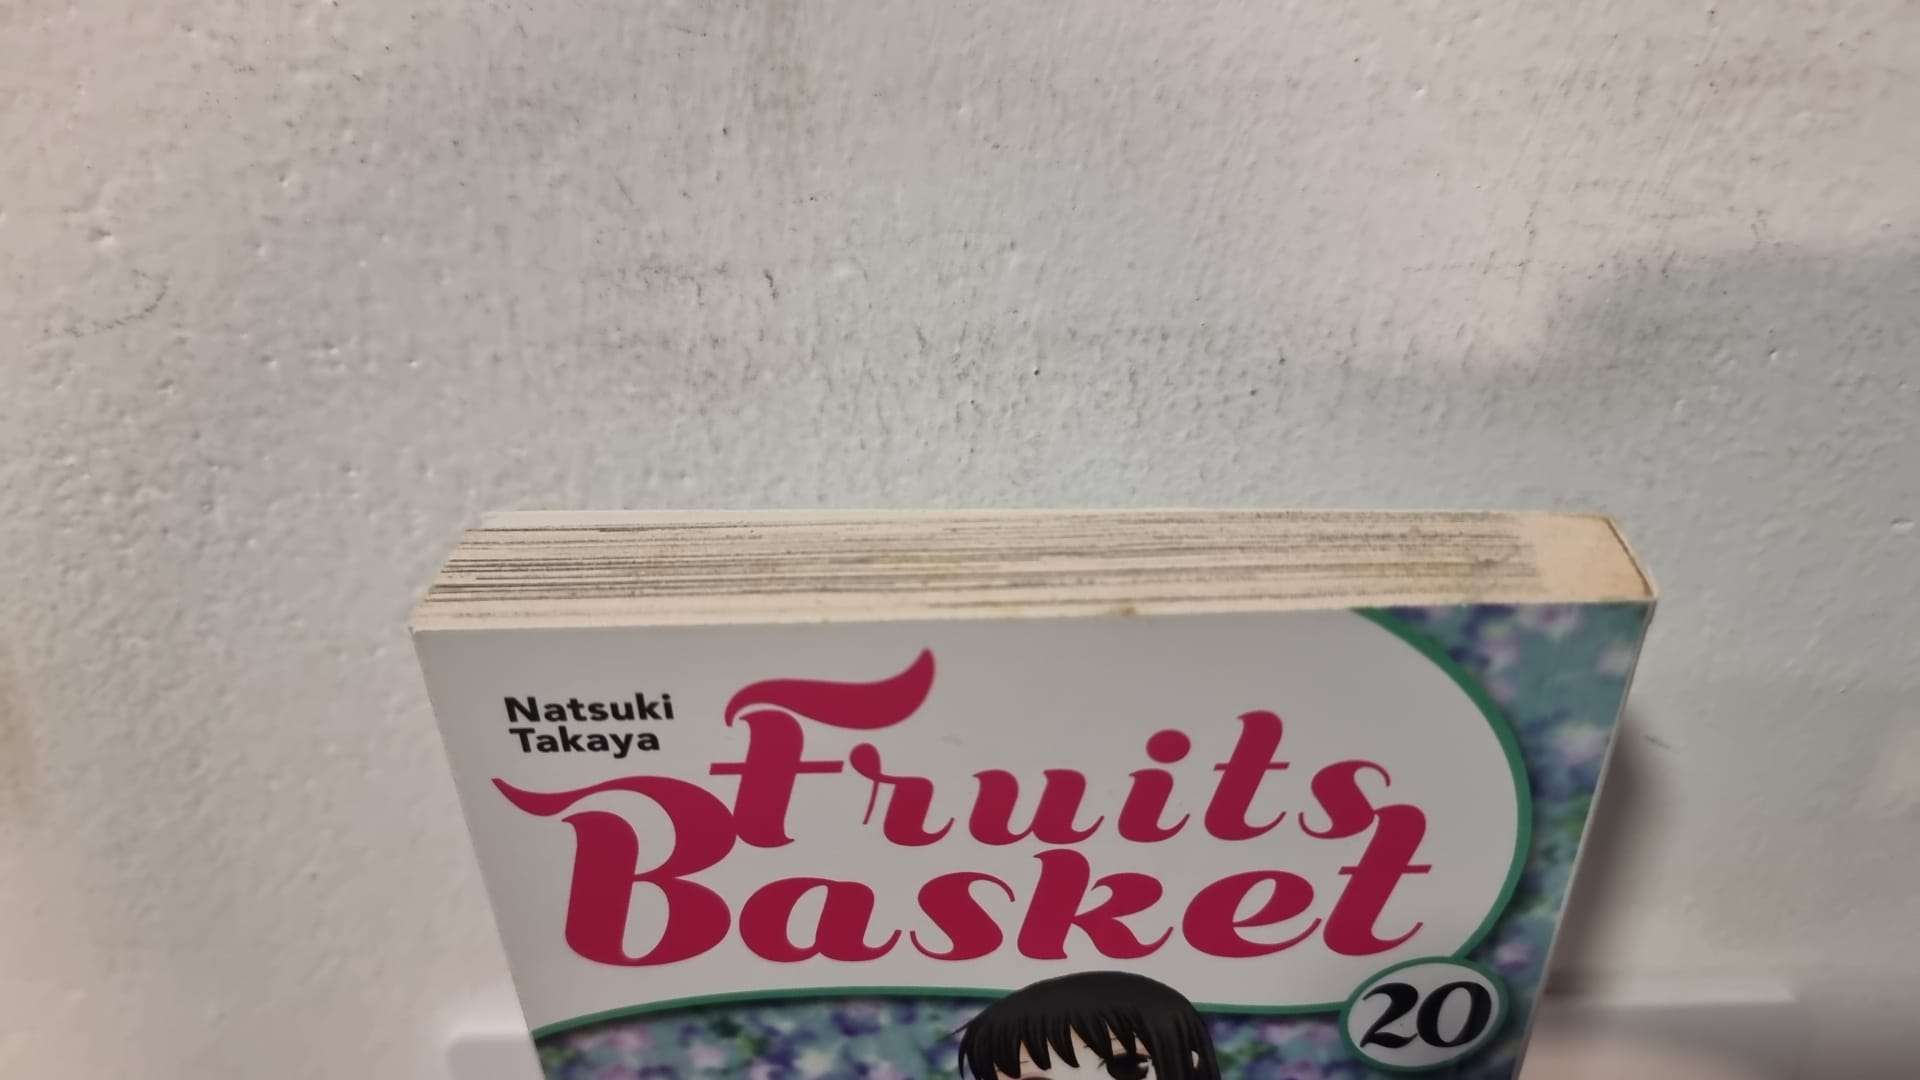 Natsuki
Takaya
Fruits
Basket
20